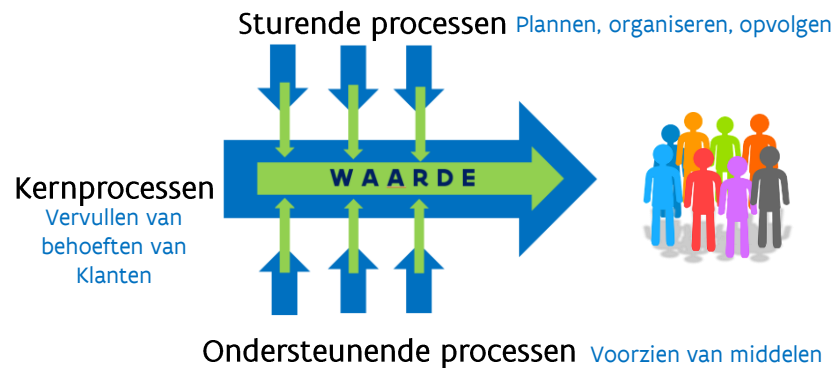 Sturende processen Plannen, organiseren, opvolgen
WAARDE
Kernprocessen
Vervullen van
behoeften van
Klanten
Ondersteunende processen Voorzien van middelen